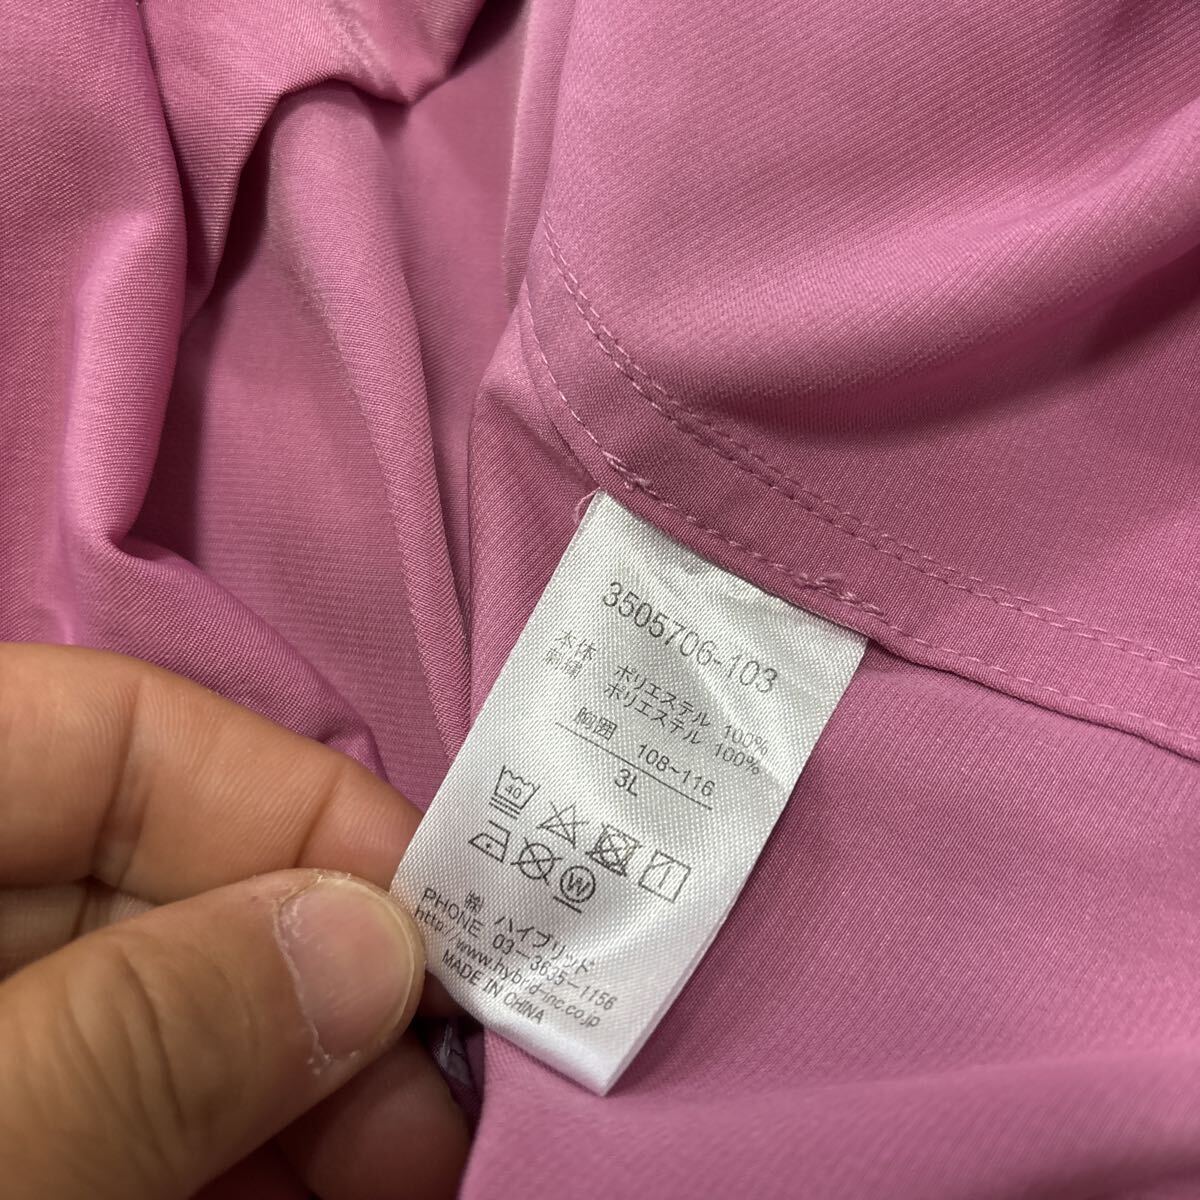 3505706-103
本体 ポリエステル 100%
刺繍 ポリエステル 100%
胸囲 108~116
3L
40
W
㈱ ハイブリッド
PHONE 03-3635-1156
http://www.hybrid-inc.co.jp
MADE IN CHINA